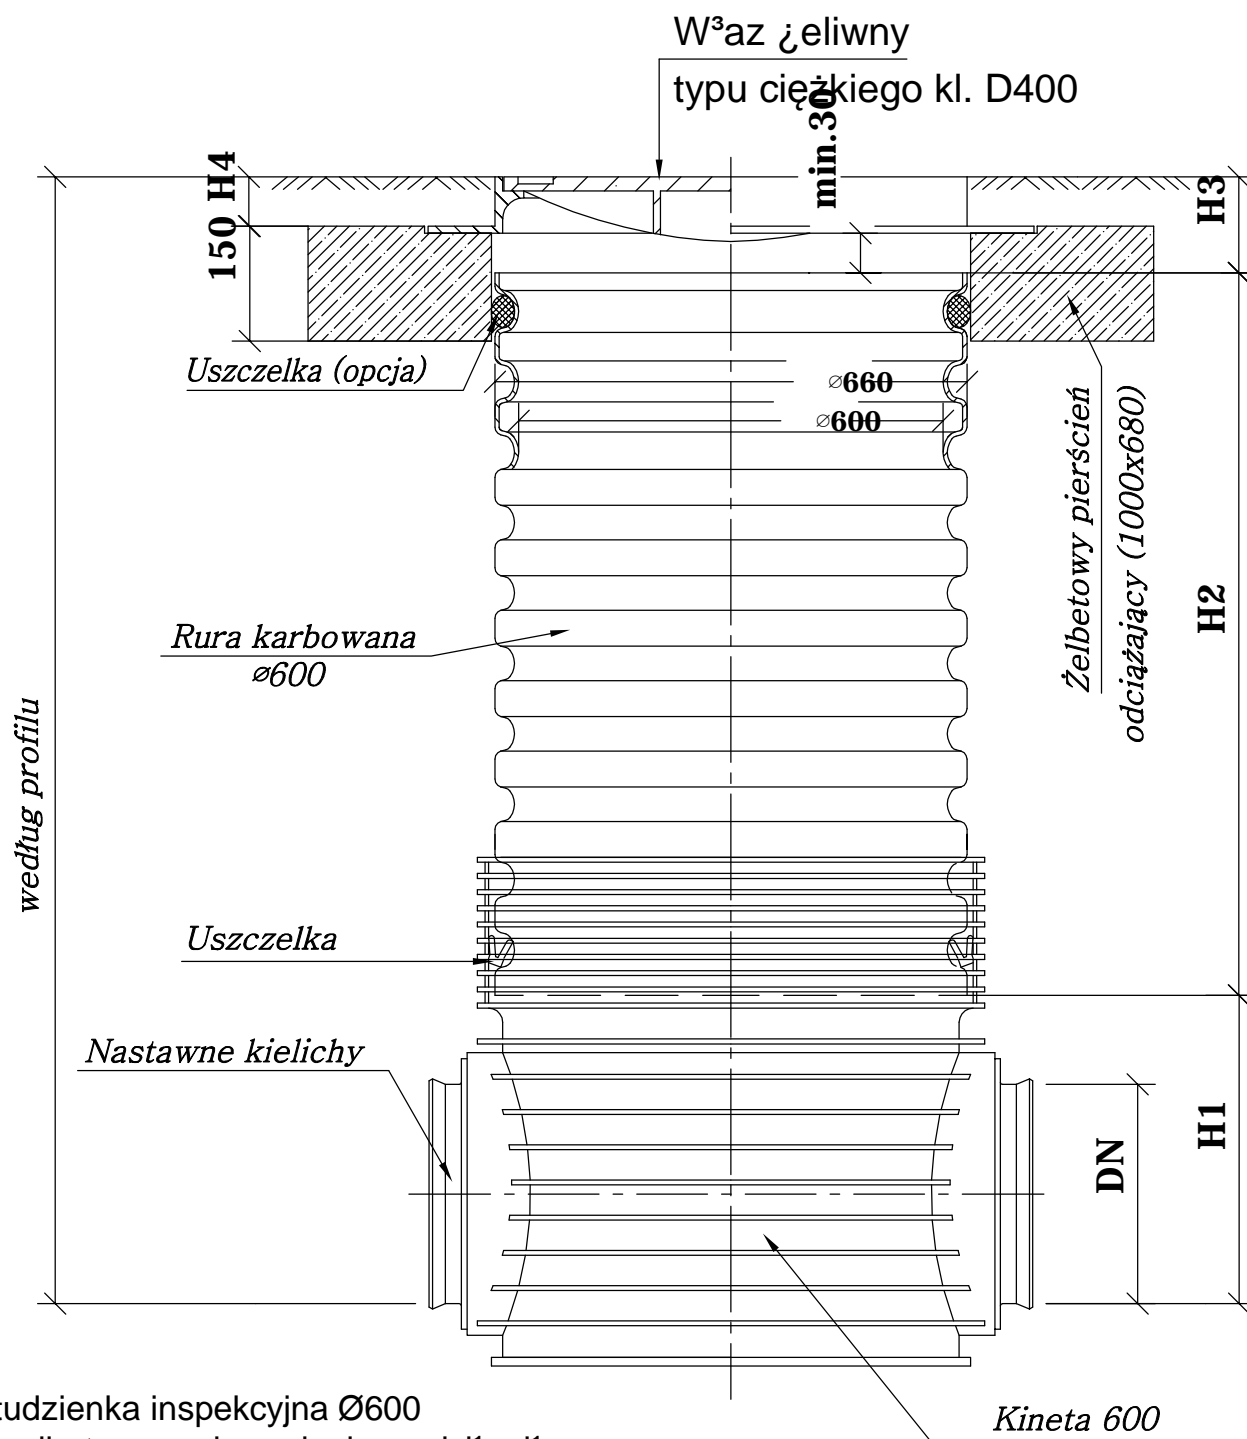 W³az ¿eliwny
typu ciężkiego kl. D400
min.30
H4
150
H3
Uszczelka (opcja)
⌀660
⌀600
Żelbetowy pierścień
odciążający (1000x680)
H2
Rura karbowana
⌀600
według profilu
Uszczelka
Nastawne kielichy
DN
H1
tudzienka inspekcyjna Ø600
Kineta 600